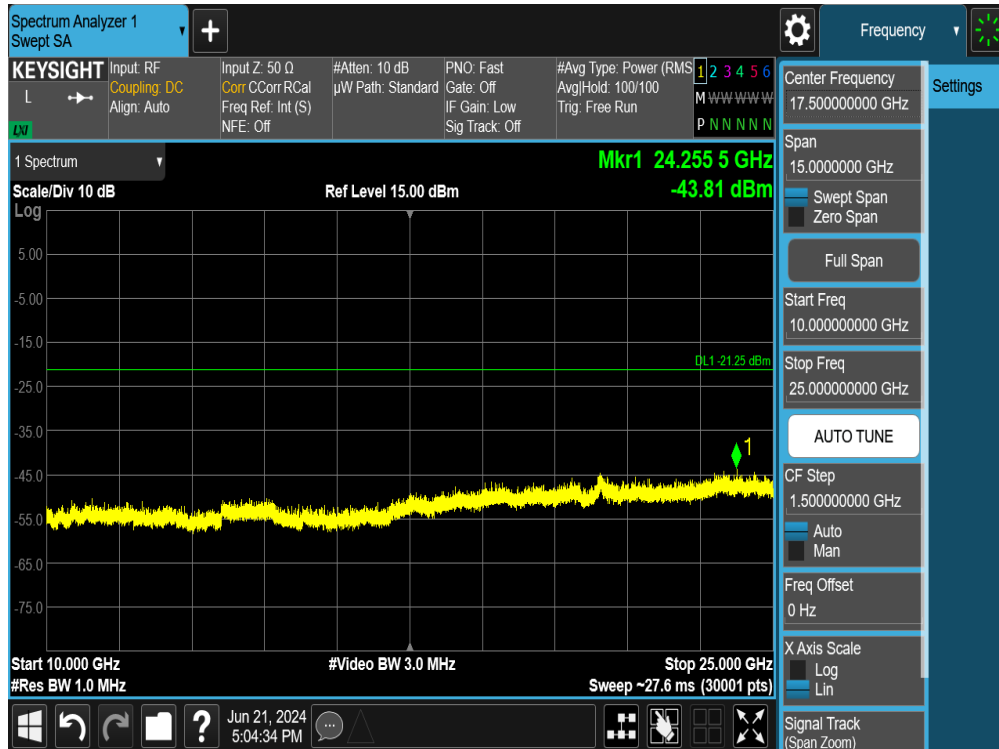 Spectrum Analyzer 1
Swept SA
+
Frequency
KEYSIGHT
L
LXI
Input: RF
Coupling: DC
Align: Auto
Input Z: 50 Ω
Corr CCorr RCal
Freq Ref: Int (S)
NFE: Off
#Atten: 10 dB
µW Path: Standard
PNO: Fast
Gate: Off
IF Gain: Low
Sig Track: Off
#Avg Type: Power (RMS
Avg|Hold: 100/100
Trig: Free Run
1 2 3 4 5 6
M W W W W W
P N N N N N
1 Spectrum
Mkr1 24.255 5 GHz
-43.81 dBm
Scale/Div 10 dB
Ref Level 15.00 dBm
Log
5.00
-5.00
-15.0
DL1 -21.25 dBm
-25.0
-35.0
1
-45.0
-55.0
-65.0
-75.0
Start 10.000 GHz
#Video BW 3.0 MHz
Stop 25.000 GHz
#Res BW 1.0 MHz
Sweep ~27.6 ms (30001 pts)
Center Frequency
17.500000000 GHz
Span
15.0000000 GHz
Swept Span
Zero Span
Full Span
Start Freq
10.000000000 GHz
Stop Freq
25.000000000 GHz
AUTO TUNE
CF Step
1.500000000 GHz
Auto
Man
Freq Offset
0 Hz
X Axis Scale
Log
Lin
Signal Track
(Span Zoom)
Settings
?
Jun 21, 2024
5:04:34 PM